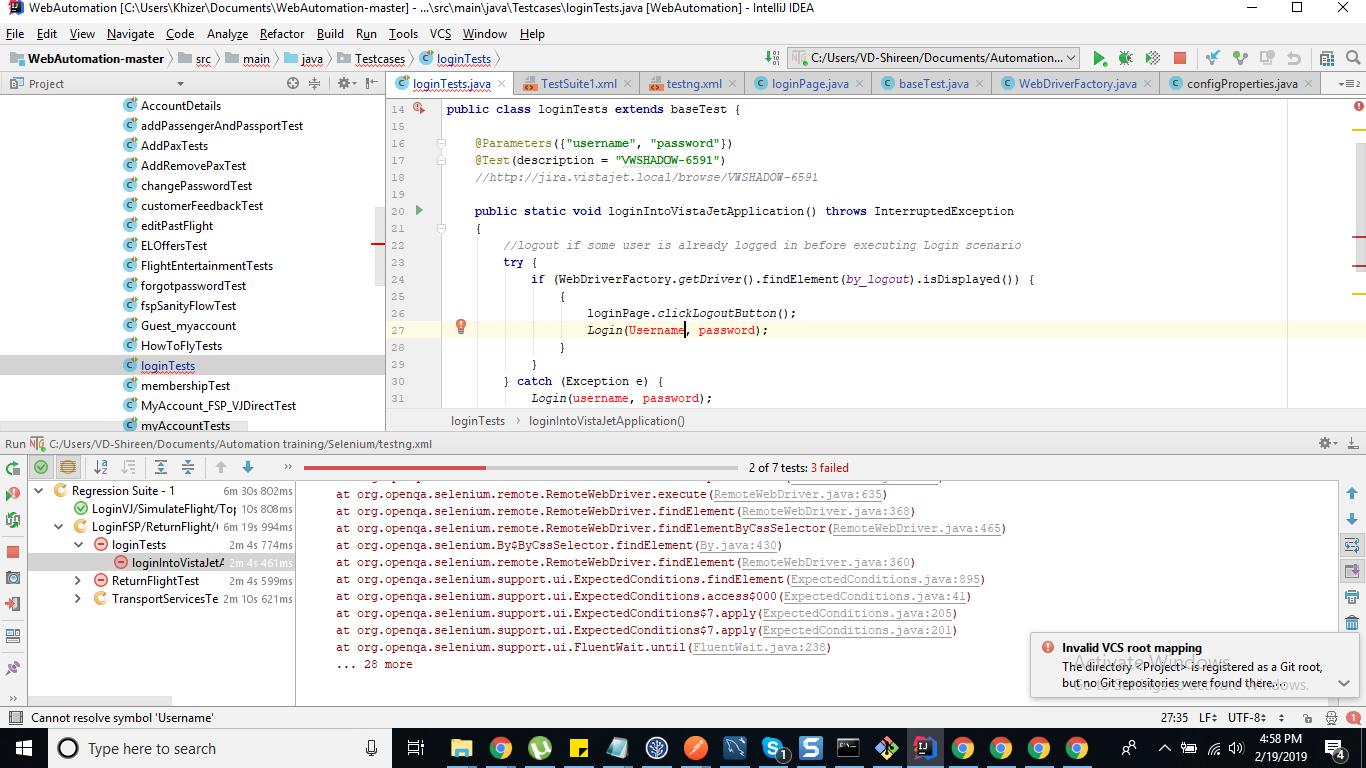 WebAutomation [C:\Users\Khizer\Documents\WebAutomation-master] - ...\src\main\java\Testcases\loginTests.java [WebAutomation] - IntelliJ IDEA
File Edit View Navigate Code Analyze Refactor Build Run Tools VCS Window Help
WebAutomation-master src main java Testcases loginTests C:/Users/VD-Shireen/Documents/Automation...
Project loginTests.java TestSuite1.xml testng.xml loginPage.java baseTest.java WebDriverFactory.java configProperties.java
AccountDetails
addPassengerAndPassportTest
AddPaxTests
AddRemovePaxTest
changePasswordTest
customerFeedbackTest
editPastFlight
ELOffersTest
FlightEntertainmentTests
forgotpasswordTest
fspSanityFlowTest
Guest_myaccount
HowToFlyTests
loginTests
membershipTest
MyAccount_FSP_VJDirectTest
myAccountTests
14 public class loginTests extends baseTest {
15
16 @Parameters({"username", "password"})
17 @Test(description = "VWSHADOW-6591")
18 //http://jira.vistajet.local/browse/VWSHADOW-6591
19
20 public static void loginIntoVistaJetApplication() throws InterruptedException
21 {
22 //logout if some user is already logged in before executing Login scenario
23 try {
24 if (WebDriverFactory.getDriver().findElement(by_logout).isDisplayed()) {
25 {
26 loginPage.clickLogoutButton();
27 Login(Username, password);
28 }
29 }
30 } catch (Exception e) {
31 Login(username, password);
loginTests › loginIntoVistaJetApplication()
Run C:/Users/VD-Shireen/Documents/Automation training/Selenium/testng.xml
2 of 7 tests: 3 failed
Regression Suite - 1 6m 30s 802ms
LoginVJ/SimulateFlight/Top 10s 808ms
LoginFSP/ReturnFlight/ 6m 19s 994ms
loginTests 2m 4s 774ms
loginIntoVistaJetA 2m 4s 461ms
ReturnFlightTest 2m 4s 599ms
TransportServicesTe 2m 10s 621ms
at org.openqa.selenium.remote.RemoteWebDriver.execute(RemoteWebDriver.java:635)
at org.openqa.selenium.remote.RemoteWebDriver.findElement(RemoteWebDriver.java:368)
at org.openqa.selenium.remote.RemoteWebDriver.findElementByCssSelector(RemoteWebDriver.java:465)
at org.openqa.selenium.By$ByCssSelector.findElement(By.java:430)
at org.openqa.selenium.remote.RemoteWebDriver.findElement(RemoteWebDriver.java:360)
at org.openqa.selenium.support.ui.ExpectedConditions.findElement(ExpectedConditions.java:895)
at org.openqa.selenium.support.ui.ExpectedConditions.access$000(ExpectedConditions.java:41)
at org.openqa.selenium.support.ui.ExpectedConditions$7.apply(ExpectedConditions.java:205)
at org.openqa.selenium.support.ui.ExpectedConditions$7.apply(ExpectedConditions.java:201)
at org.openqa.selenium.support.ui.FluentWait.until(FluentWait.java:238)
... 28 more
Invalid VCS root mapping
The directory <Project> is registered as a Git root,
but no Git repositories were found there....
Activate Windows
Go to Settings to activate Windows.
Cannot resolve symbol 'Username' 27:35 LF UTF-8 1
Type here to search 1 4:58 PM
2/19/2019 4